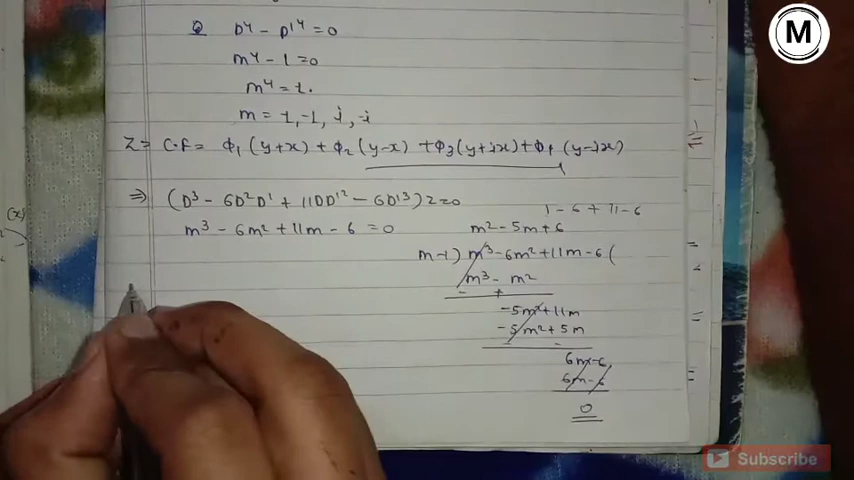 Q D⁴ - D'⁴ = 0
m⁴ - 1 = 0
m⁴ = 1.
m = 1, -1, i, -i
Z = C.F = Φ₁ (y+x) + Φ₂ (y-x) + Φ₃ (y+ix) + Φ₄ (y-ix)
⇒ (D³ - 6D²D' + 11DD'² - 6D'³) Z = 0
1 - 6 + 11 - 6
m³ - 6m² + 11m - 6 = 0
m² - 5m + 6
m-1) m³ - 6m² + 11m - 6 (
m³ - m²
- +
-5m² + 11m
-5m² + 5m
-
6m - 6
6m - 6
0
(x)
M
Subscribe